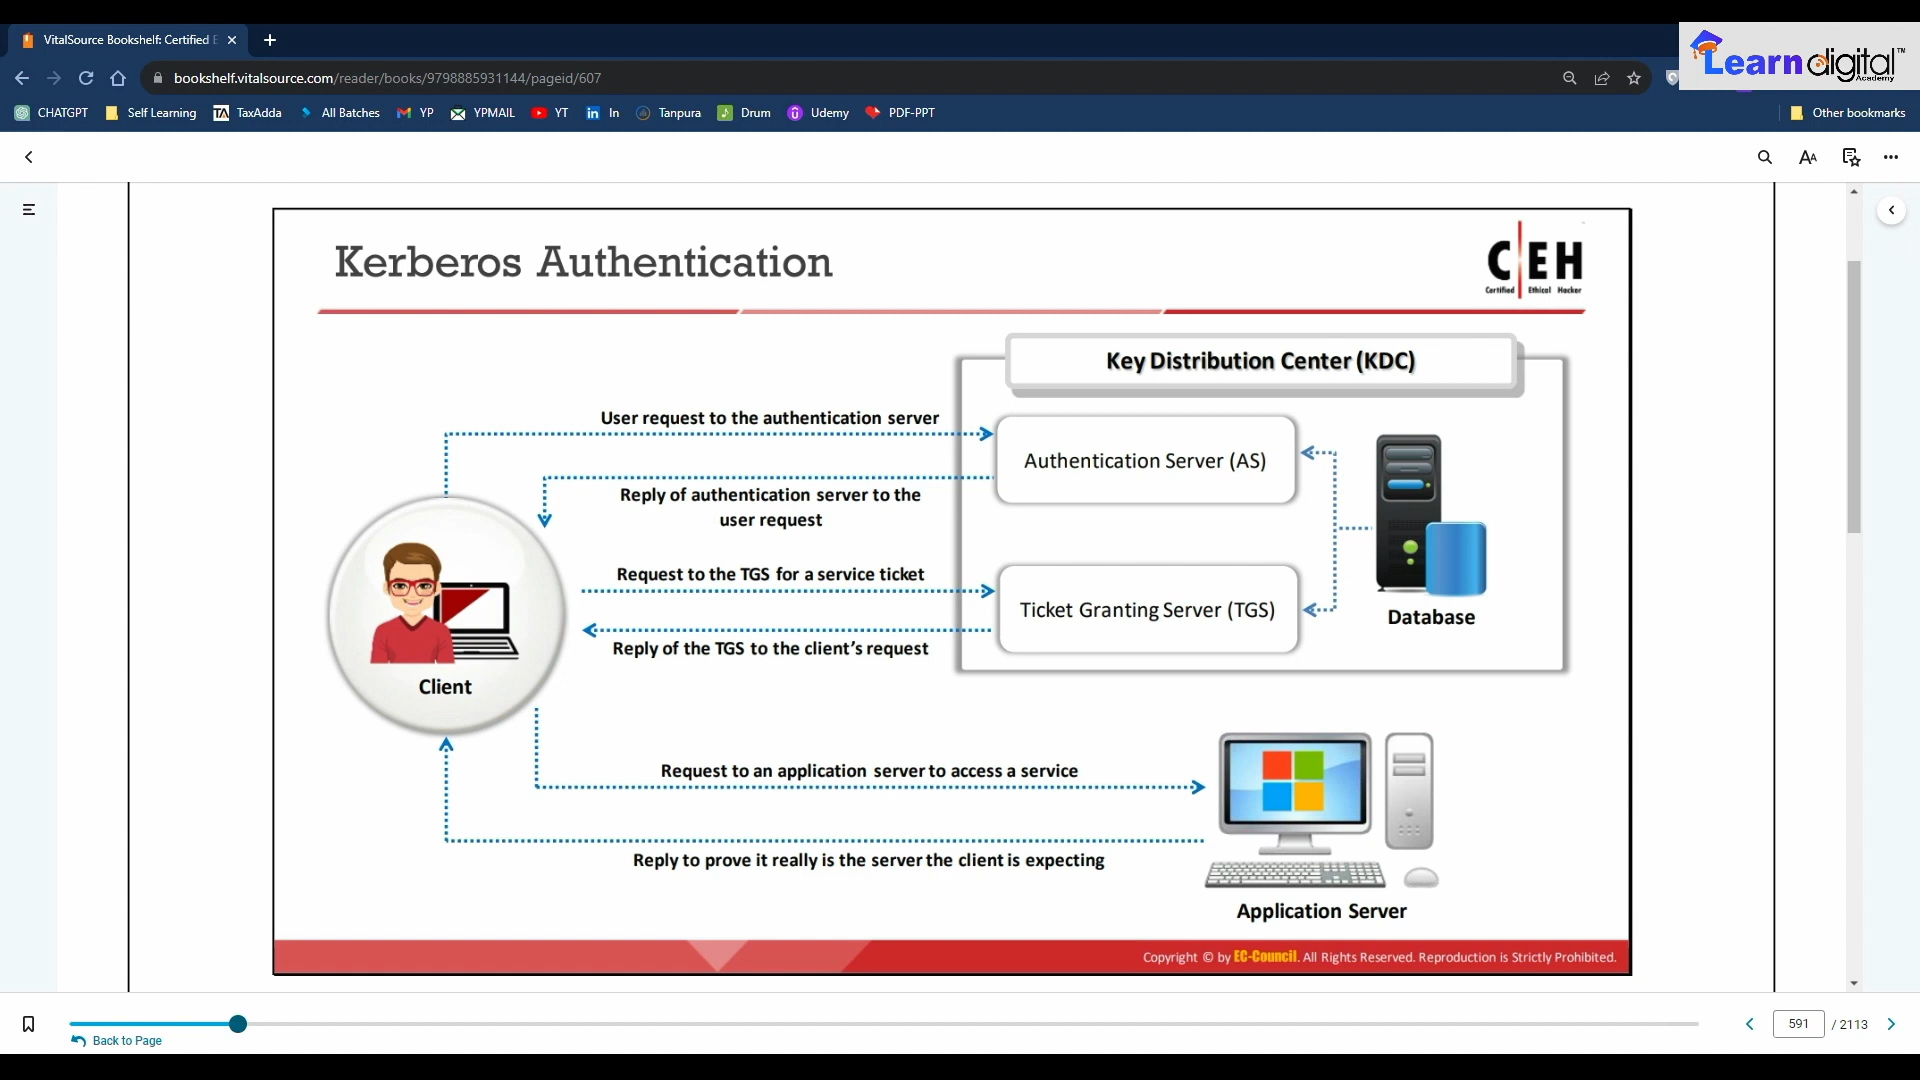 VitalSource Bookshelf: Certified E
bookshelf.vitalsource.com/reader/books/9798885931144/pageid/607
Learn digital™
Academy
CHATGPT Self Learning TA TaxAdda All Batches YP YPMAIL YT in In Tanpura Drum Udemy PDF-PPT Other bookmarks
Kerberos Authentication
C|EH
Certified Ethical Hacker
Key Distribution Center (KDC)
User request to the authentication server
Authentication Server (AS)
Reply of authentication server to the
user request
Request to the TGS for a service ticket
Ticket Granting Server (TGS)
Database
Reply of the TGS to the client’s request
Client
Request to an application server to access a service
Reply to prove it really is the server the client is expecting
Application Server
Copyright © by EC-Council. All Rights Reserved. Reproduction is Strictly Prohibited.
591 / 2113
Back to Page